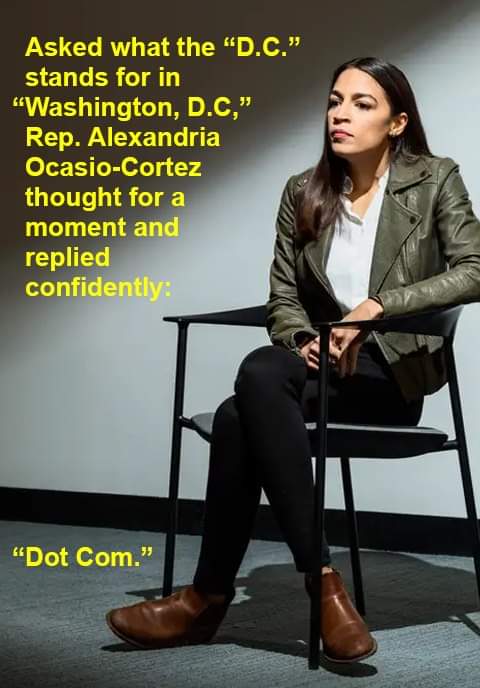 Asked what the “D.C.”
stands for in
“Washington, D.C,”
Rep. Alexandria
Ocasio-Cortez
thought for a
moment and
replied
confidently:
“Dot Com.”